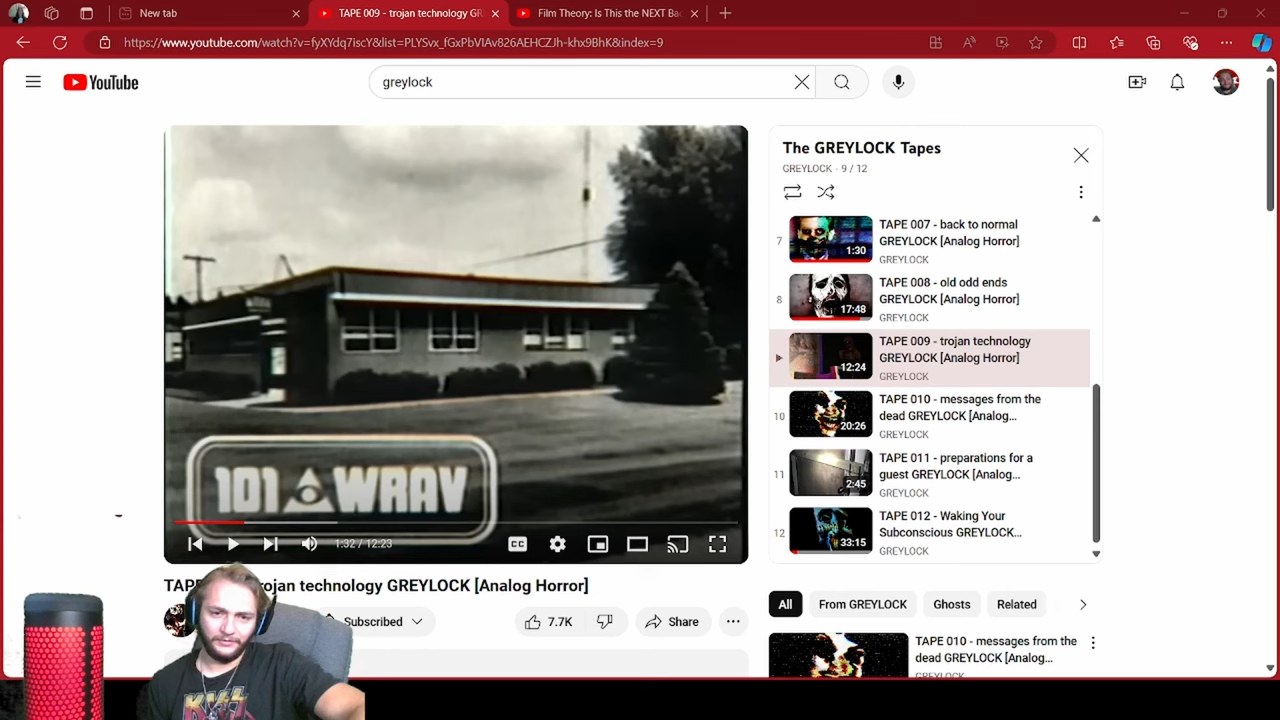 New tab
TAPE 009 - trojan technology GR
Film Theory: Is This the NEXT Bac
https://www.youtube.com/watch?v=fyXYdq7iscY&list=PLYSvx_fGxPbVIAv826AEHCZJh-khx9BhK&index=9
YouTube
greylock
The GREYLOCK Tapes
GREYLOCK - 9 / 12
7
TAPE 007 - back to normal
GREYLOCK [Analog Horror]
1:30
GREYLOCK
8
TAPE 008 - old odd ends
GREYLOCK [Analog Horror]
17:48
GREYLOCK
TAPE 009 - trojan technology
GREYLOCK [Analog Horror]
12:24
GREYLOCK
10
TAPE 010 - messages from the
dead GREYLOCK [Analog...
20:26
GREYLOCK
11
TAPE 011 - preparations for a
guest GREYLOCK [Analog...
2:45
GREYLOCK
12
TAPE 012 - Waking Your
Subconscious GREYLOCK...
33:15
GREYLOCK
101 WRAV
1:32 / 12:23
CC
TAP ojan technology GREYLOCK [Analog Horror]
Subscribed
7.7K
Share
All
From GREYLOCK
Ghosts
Related
TAPE 010 - messages from the
dead GREYLOCK [Analog...
GREYLOCK
KISS